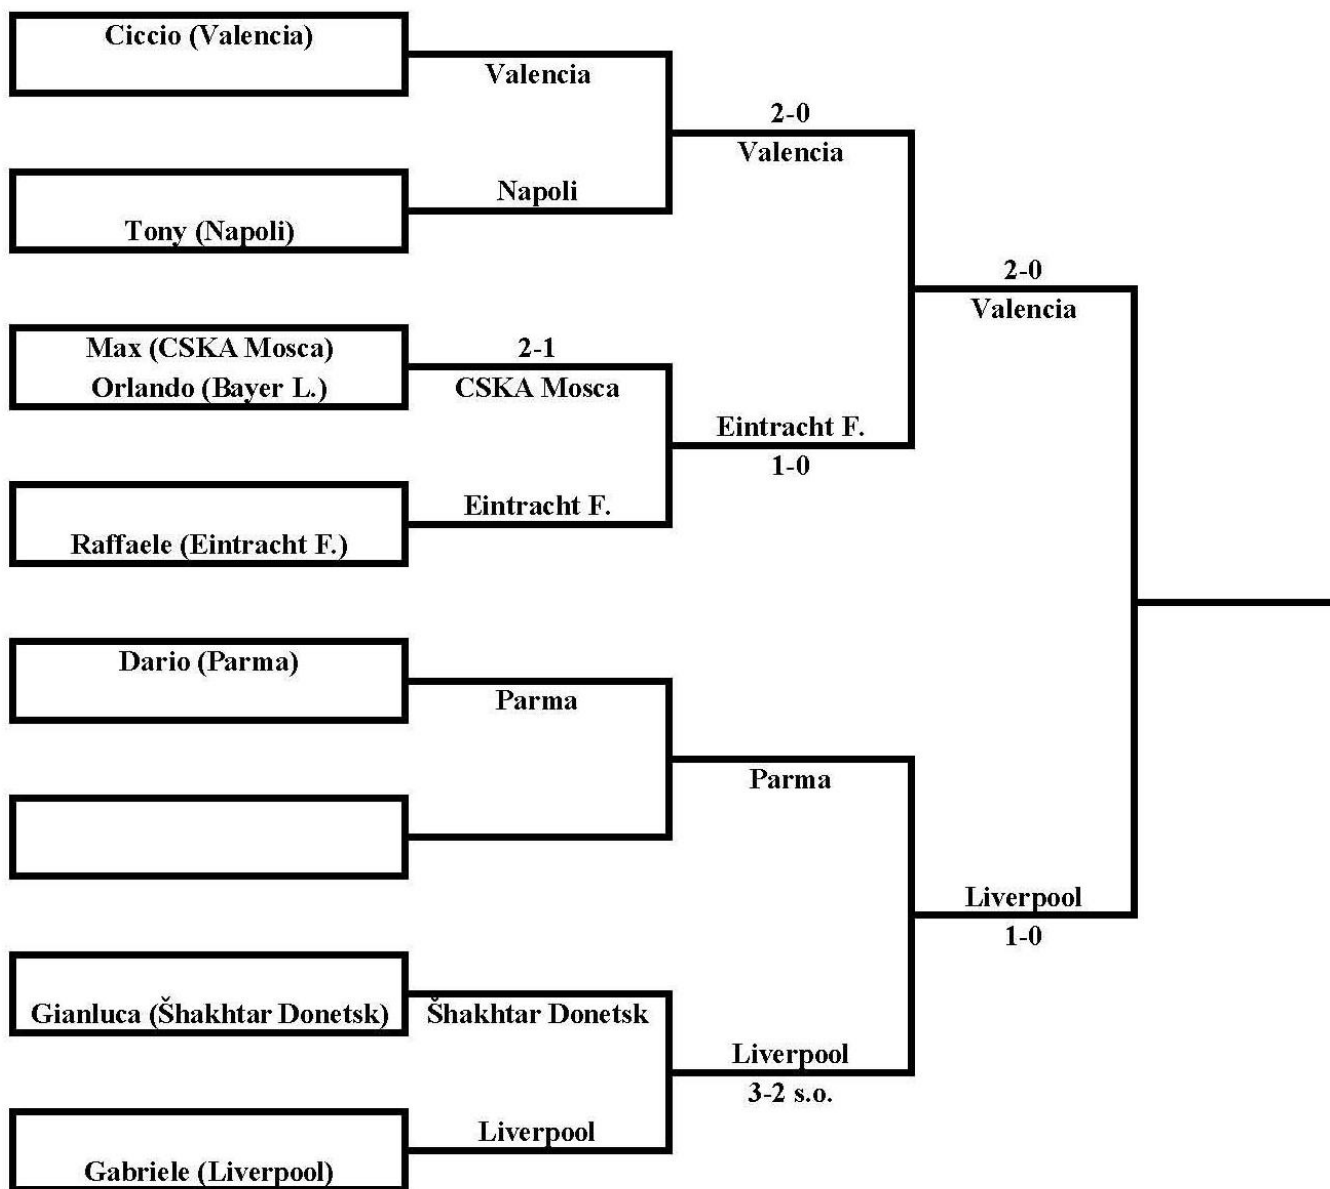 Ciccio (Valencia)
Valencia
2-0
Valencia
Napoli
Tony (Napoli)
2-0
Valencia
Max (CSKA Mosca)
Orlando (Bayer L.)
2-1
CSKA Mosca
Eintracht F.
1-0
Eintracht F.
Raffaele (Eintracht F.)
Dario (Parma)
Parma
Parma
Liverpool
1-0
Gianluca (Šhakhtar Donetsk)
Šhakhtar Donetsk
Liverpool
3-2 s.o.
Liverpool
Gabriele (Liverpool)